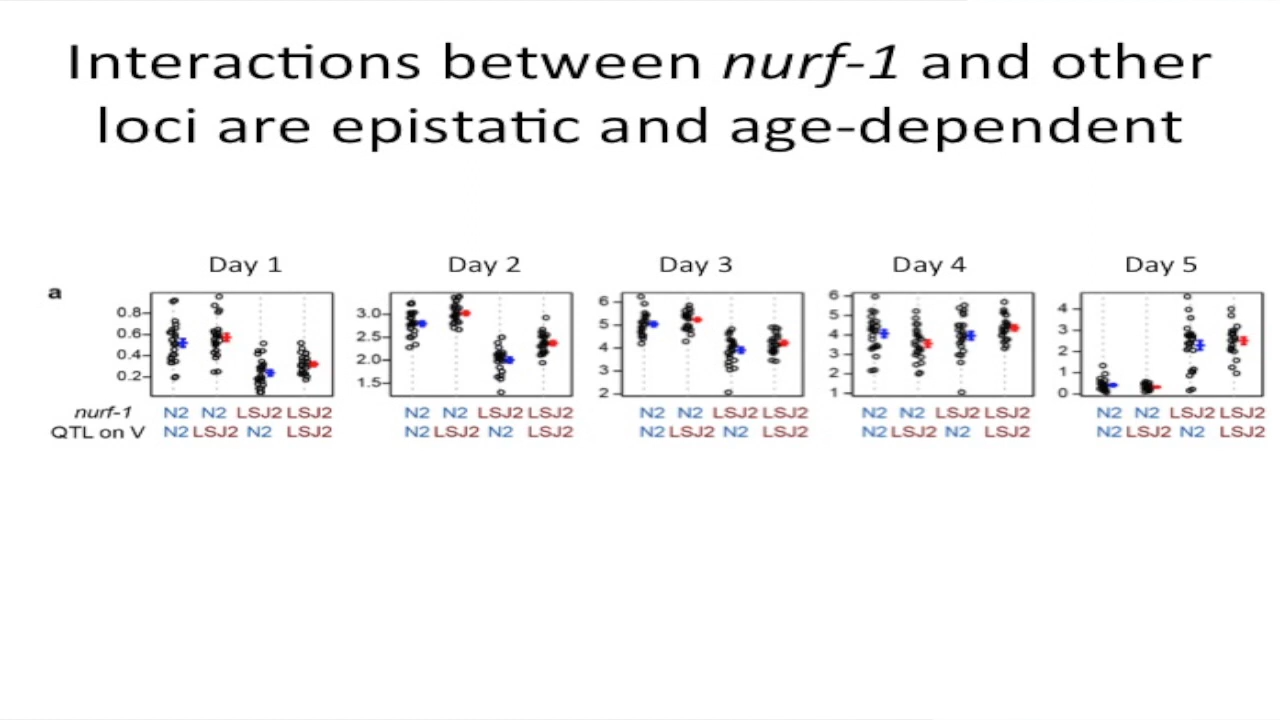 Interactions between nurf-1 and other
loci are epistatic and age-dependent
Day 1 Day 2 Day 3 Day 4 Day 5
a
0.8 0.6 0.4 0.2
3.0 2.5 2.0 1.5
6 5 4 3 2
6 5 4 3 2 1
4 3 2 1 0
nurf-1 N2 N2 LSJ2 LSJ2 N2 N2 LSJ2 LSJ2 N2 N2 LSJ2 LSJ2 N2 N2 LSJ2 LSJ2 N2 N2 LSJ2 LSJ2
QTL on V N2 LSJ2 N2 LSJ2 N2 LSJ2 N2 LSJ2 N2 LSJ2 N2 LSJ2 N2 LSJ2 N2 LSJ2 N2 LSJ2 N2 LSJ2